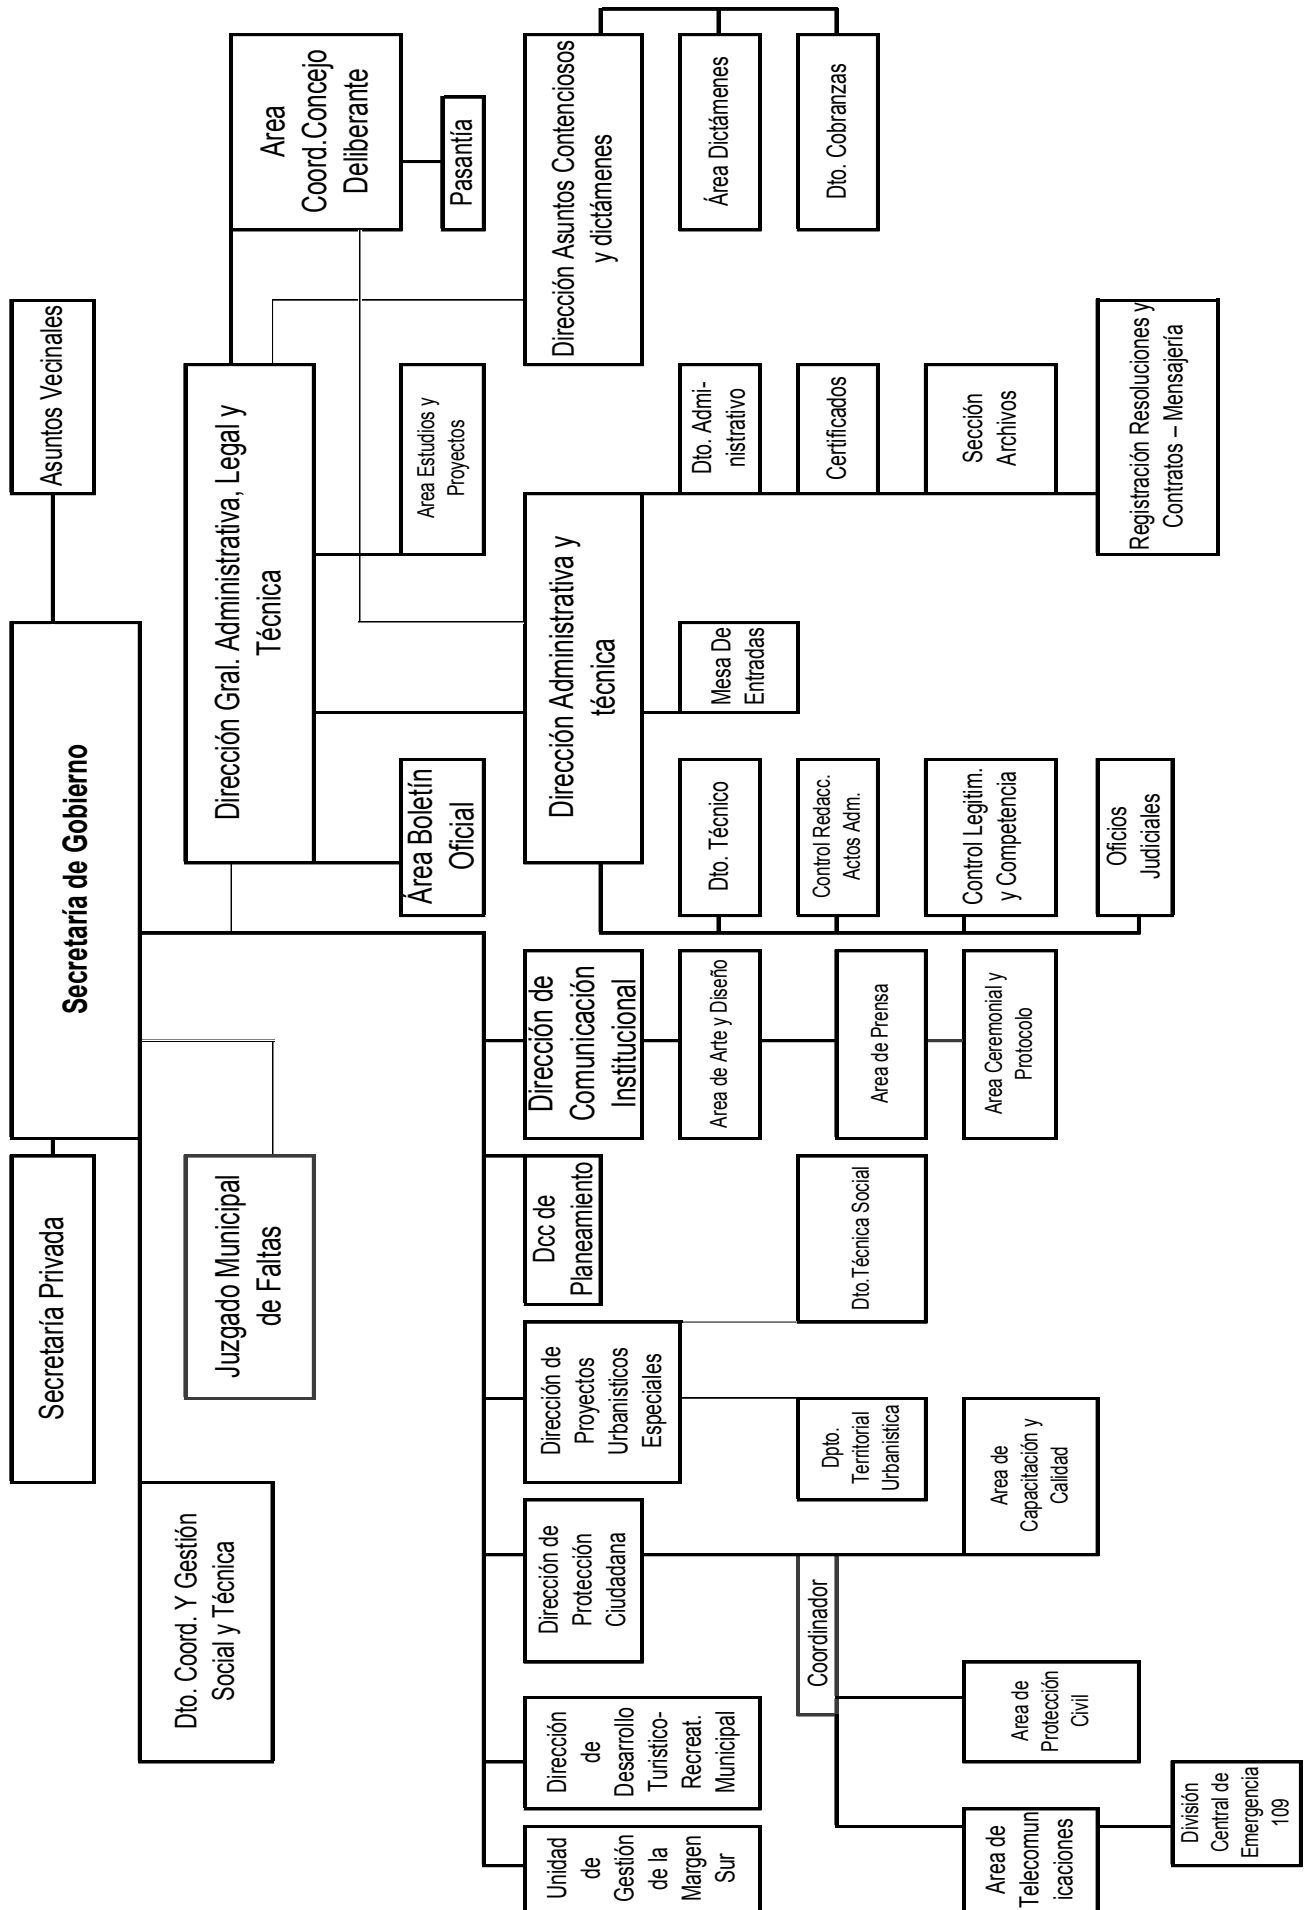 Secretaría de Gobierno
Secretaría Privada
Asuntos Vecinales
Dto. Coord. Y Gestión
Social y Técnica
Juzgado Municipal
de Faltas
Dirección Gral. Administrativa, Legal y
Técnica
Area
Coord.Concejo
Deliberante
Pasantía
Área Boletín
Oficial
Area Estudios y
Proyectos
Unidad
de
Gestión
de la
Margen
Sur
Dirección
de
Desarrollo
Turistico-
Recreat.
Municipal
Dirección de
Protección
Ciudadana
Dirección de
Proyectos
Urbanísticos
Especiales
Dcc de
Planeamiento
Dirección de
Comunicación
Institucional
Dirección Administrativa y
técnica
Dirección Asuntos Contenciosos
y dictámenes
Area de Arte y Diseño
Dto. Técnico
Mesa De
Entradas
Dto. Admi-
nistrativo
Área Dictámenes
Coordinador
Dpto.
Territorial
Urbanistica
Dto.Técnica Social
Area de Prensa
Control Redacc.
Actos Adm.
Certificados
Dto. Cobranzas
Area de
Telecomun
icaciones
Area de
Protección
Civil
Area de
Capacitación y
Calidad
Area Ceremonial y
Protocolo
Control Legitim.
y Competencia
Sección
Archivos
División
Central de
Emergencia
109
Oficios
Judiciales
Registración Resoluciones y
Contratos – Mensajería